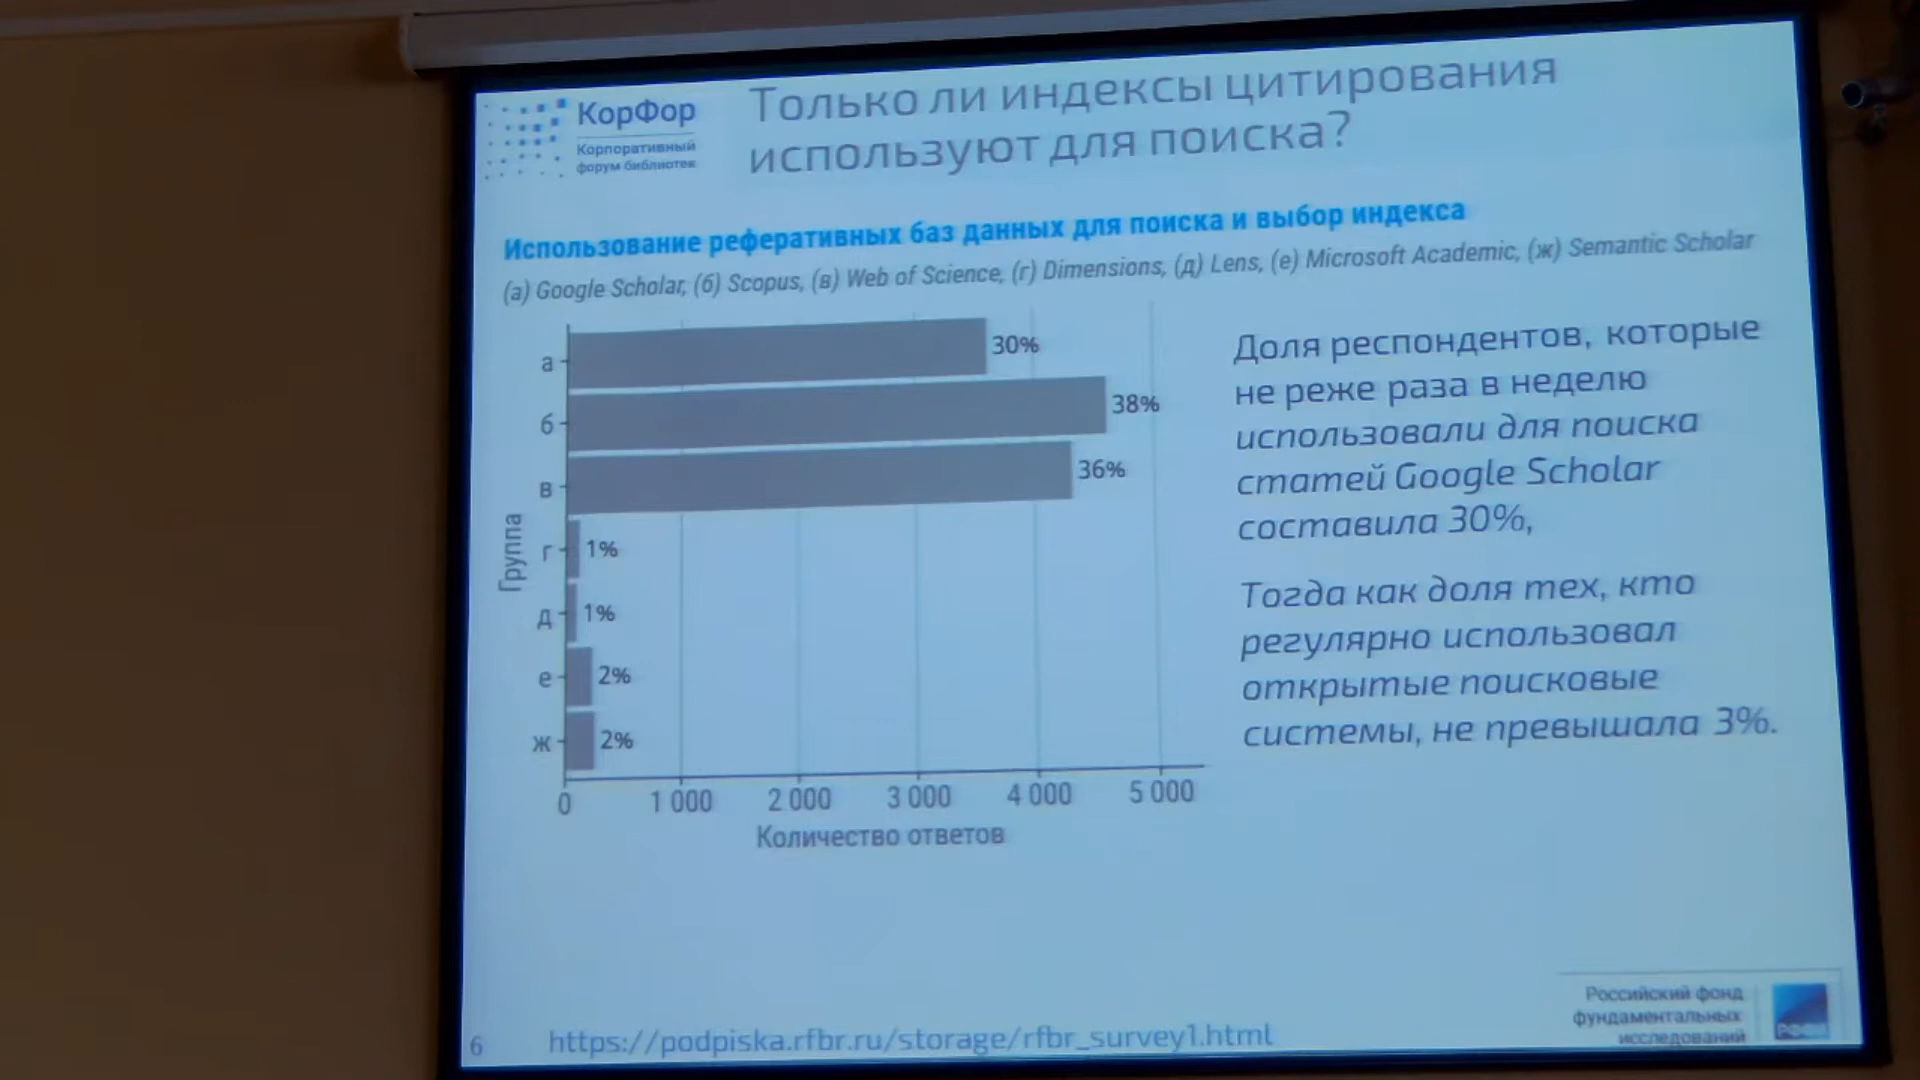 КорФор
Корпоративный
форум библиотек
Только ли индексы цитирования
используют для поиска?
Использование реферативных баз данных для поиска и выбор индекса
(а) Google Scholar, (б) Scopus, (в) Web of Science, (г) Dimensions, (д) Lens, (е) Microsoft Academic, (ж) Semantic Scholar
Группа
а
30%
б
38%
в
36%
г
1%
д
1%
е
2%
ж
2%
0
1 000
2 000
3 000
4 000
5 000
Количество ответов
Доля респондентов, которые
не реже раза в неделю
использовали для поиска
статей Google Scholar
составила 30%,
Тогда как доля тех, кто
регулярно использовал
открытые поисковые
системы, не превышала 3%.
6
https://podpiska.rfbr.ru/storage/rfbr_survey1.html
Российский фонд
фундаментальных
исследований
РФФИ